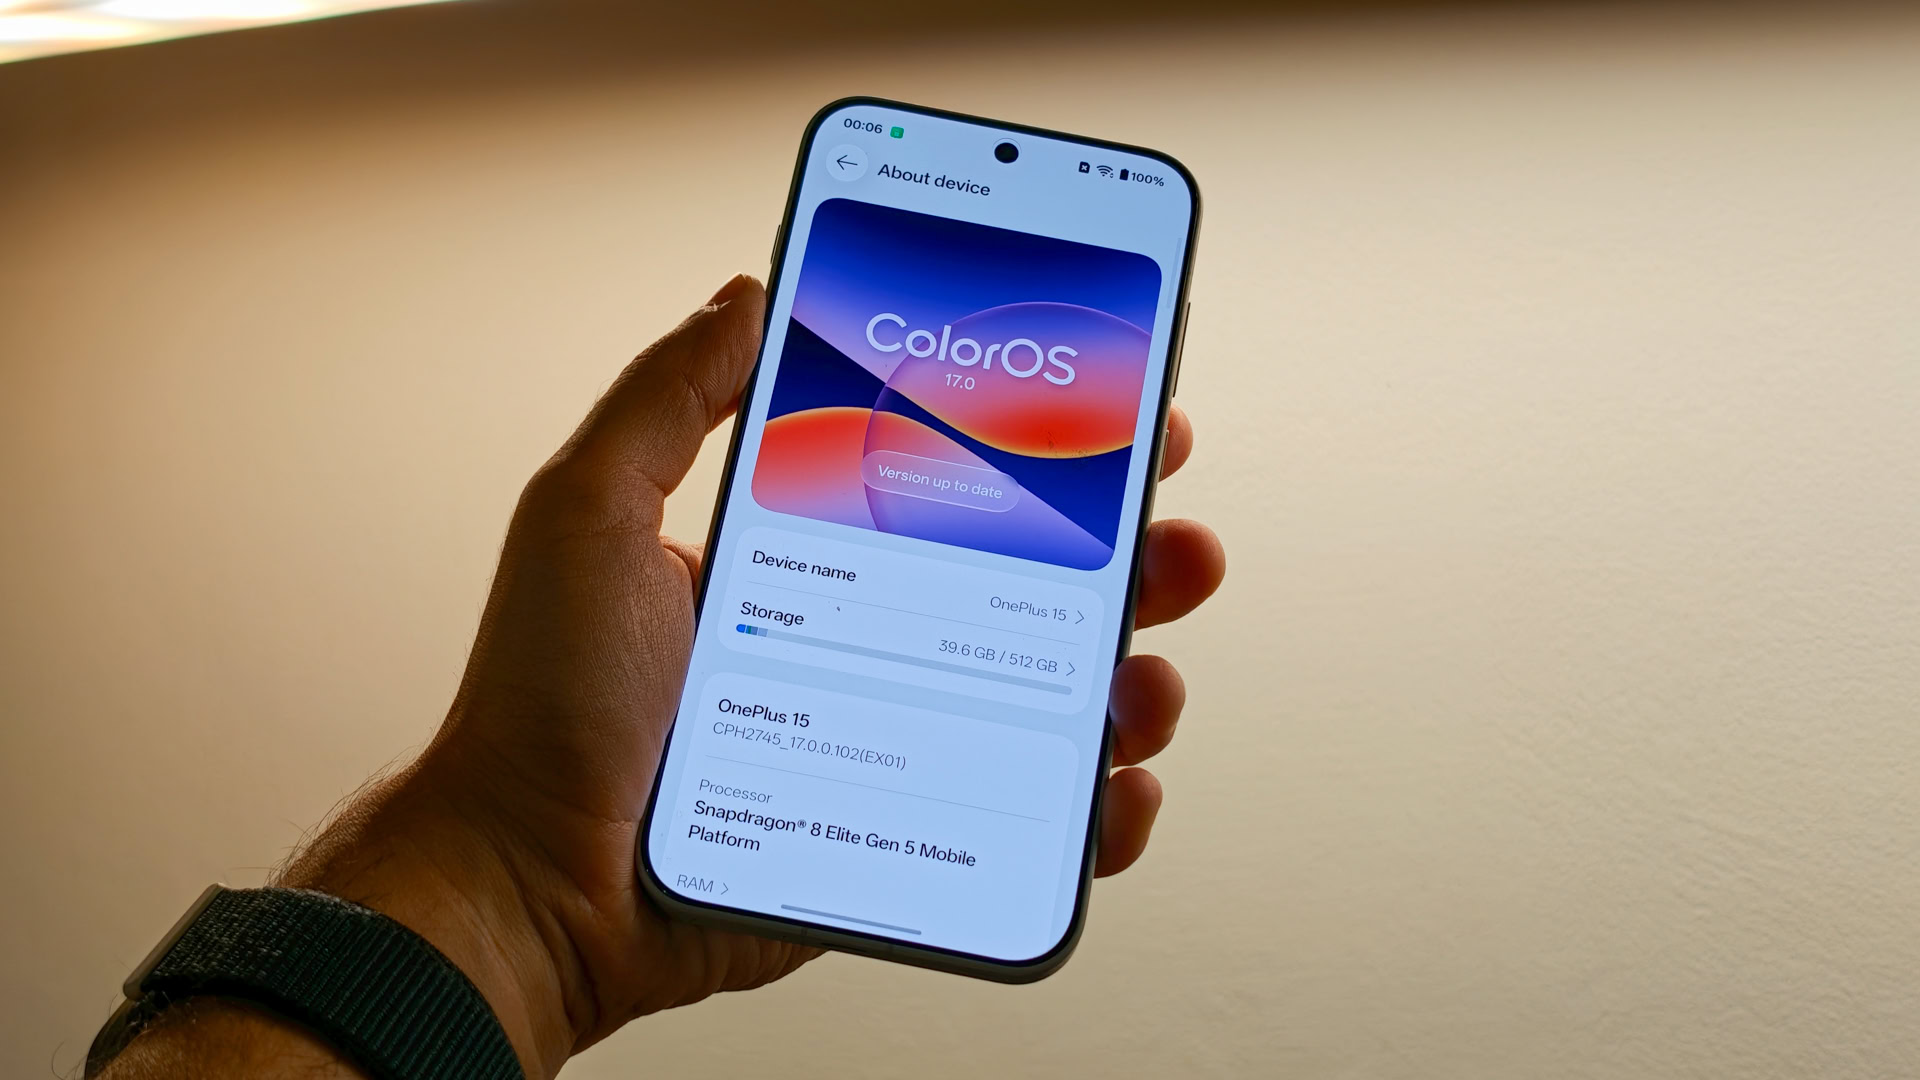 00:06
100%
About device
ColorOS
17.0
Version up to date
Device name
OnePlus 15
Storage
39.6 GB / 512 GB
OnePlus 15
CPH2745_17.0.0.102(EX01)
Processor
Snapdragon® 8 Elite Gen 5 Mobile
Platform
RAM